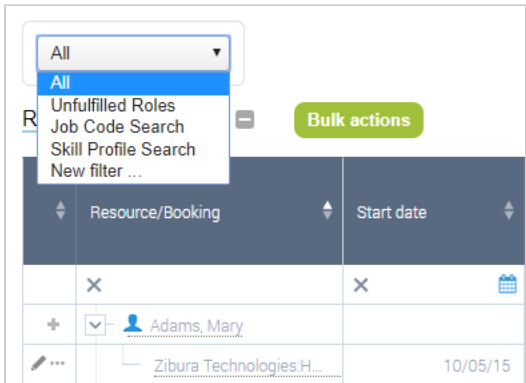 All
All
Unfulfilled Roles
Job Code Search
Skill Profile Search
New filter ...
R
Bulk actions
Resource/Booking
Start date
Adams, Mary
Zibura Technologies:H...
10/05/15